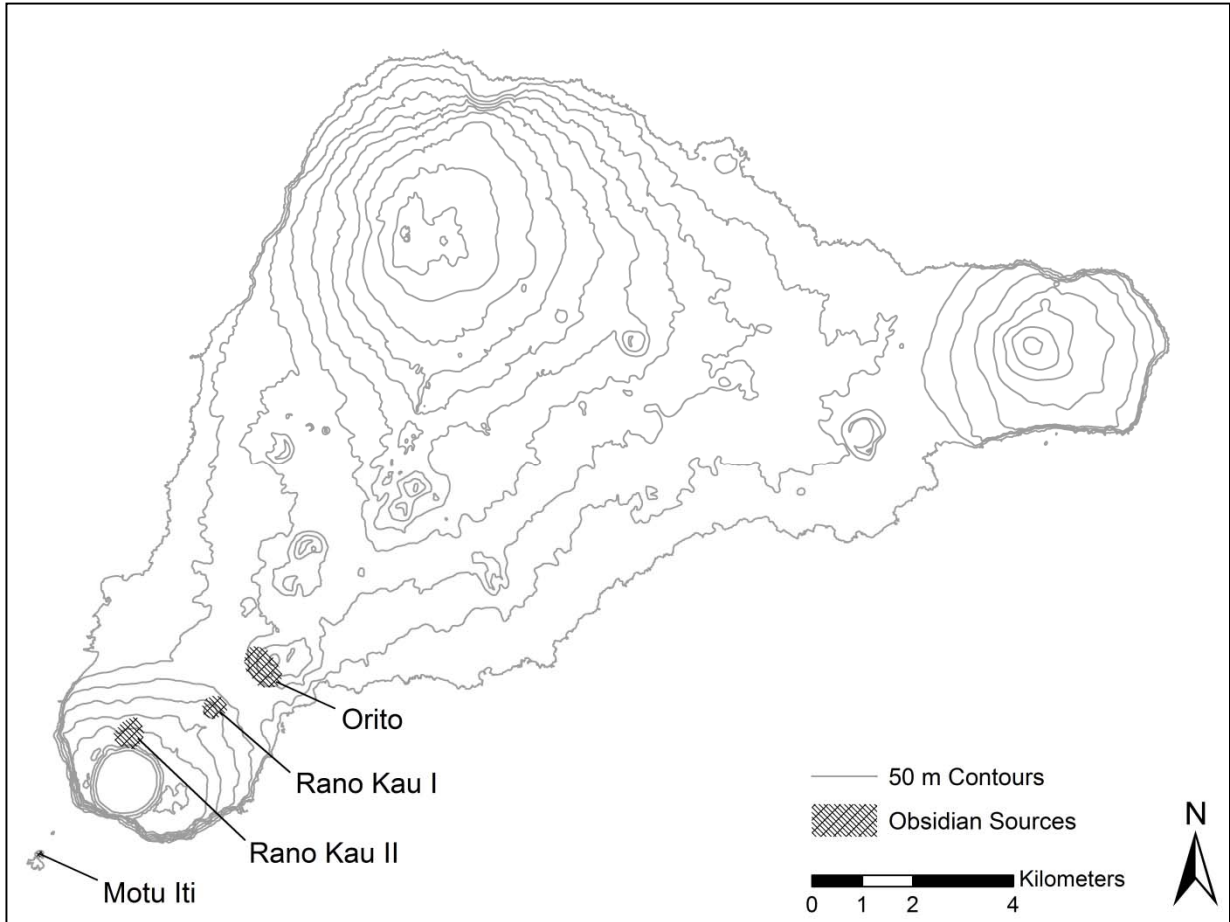 Orito
Rano Kau I
Rano Kau II
Motu Iti
50 m Contours
Obsidian Sources
N
Kilometers
0 1 2 4